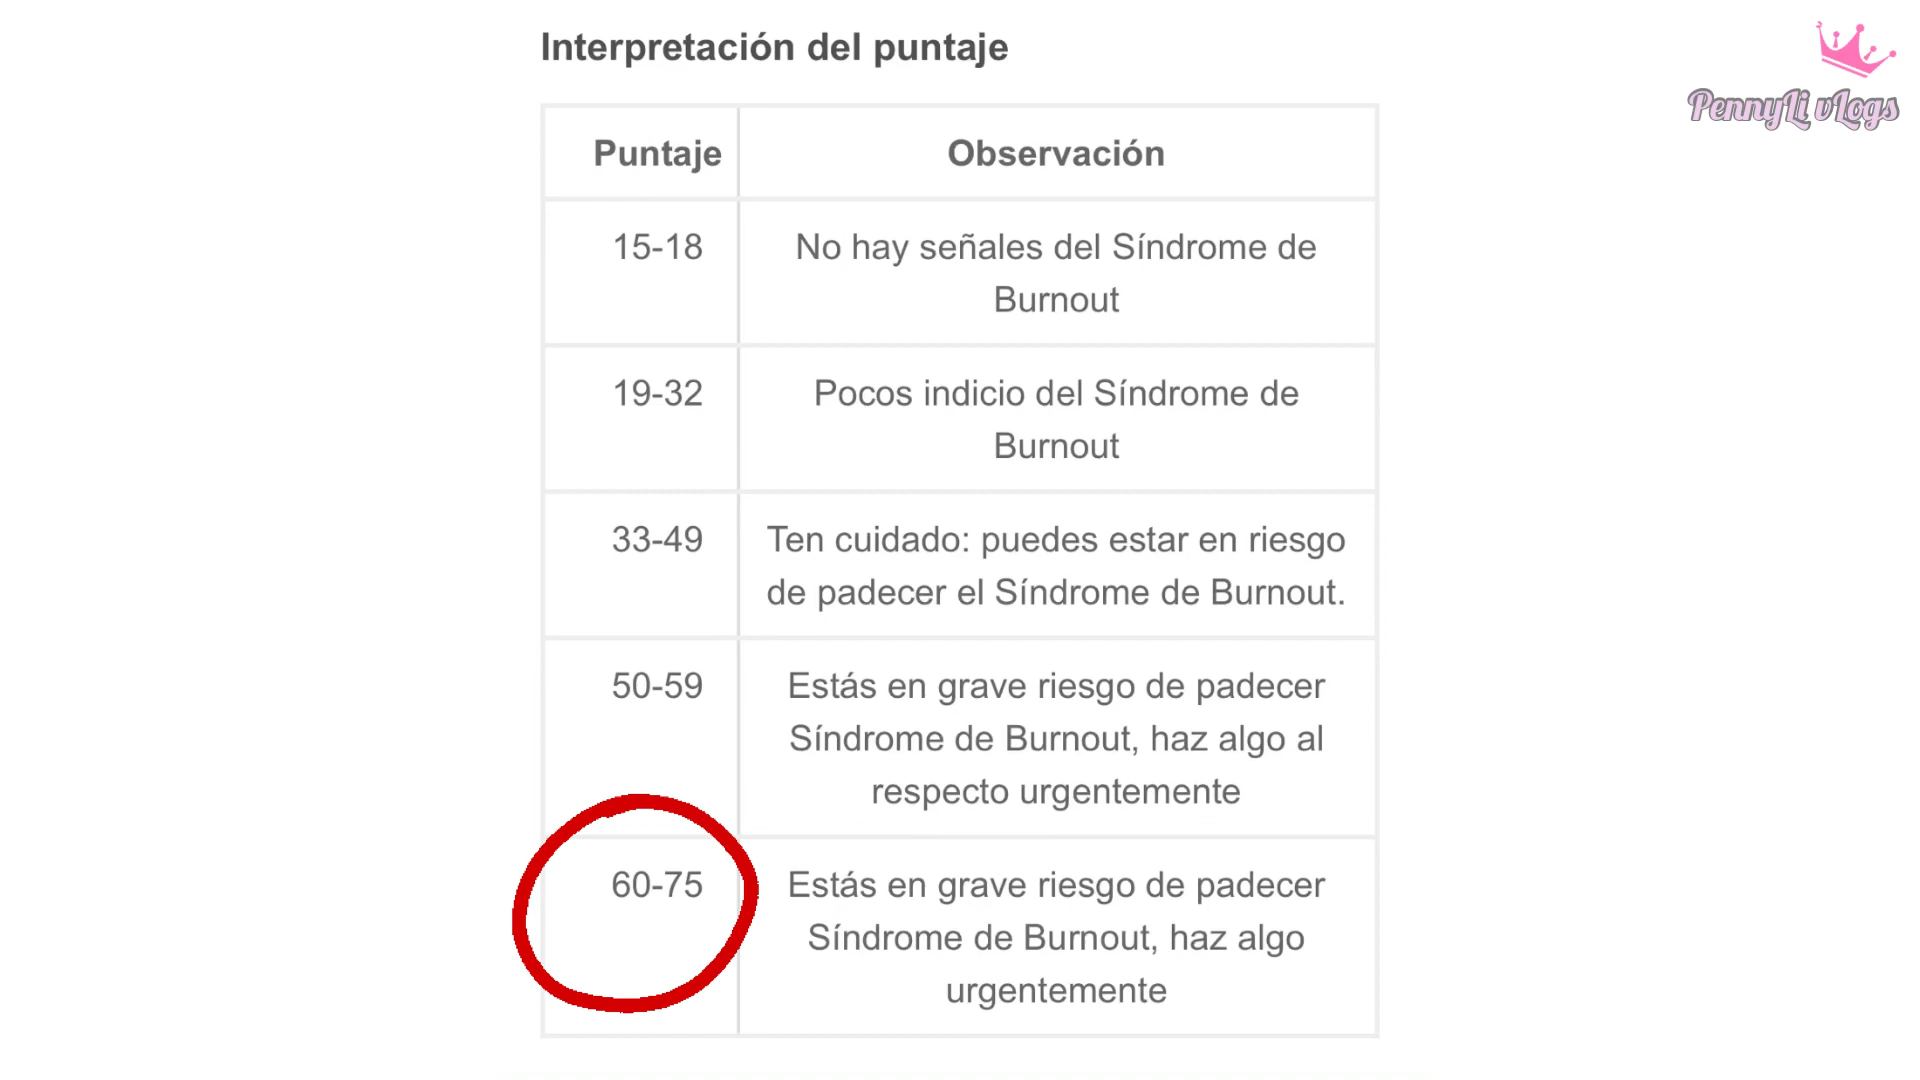 Interpretación del puntaje
PennyLi vLogs
Puntaje
Observación
15-18
No hay señales del Síndrome de
Burnout
19-32
Pocos indicio del Síndrome de
Burnout
33-49
Ten cuidado: puedes estar en riesgo
de padecer el Síndrome de Burnout.
50-59
Estás en grave riesgo de padecer
Síndrome de Burnout, haz algo al
respecto urgentemente
60-75
Estás en grave riesgo de padecer
Síndrome de Burnout, haz algo
urgentemente